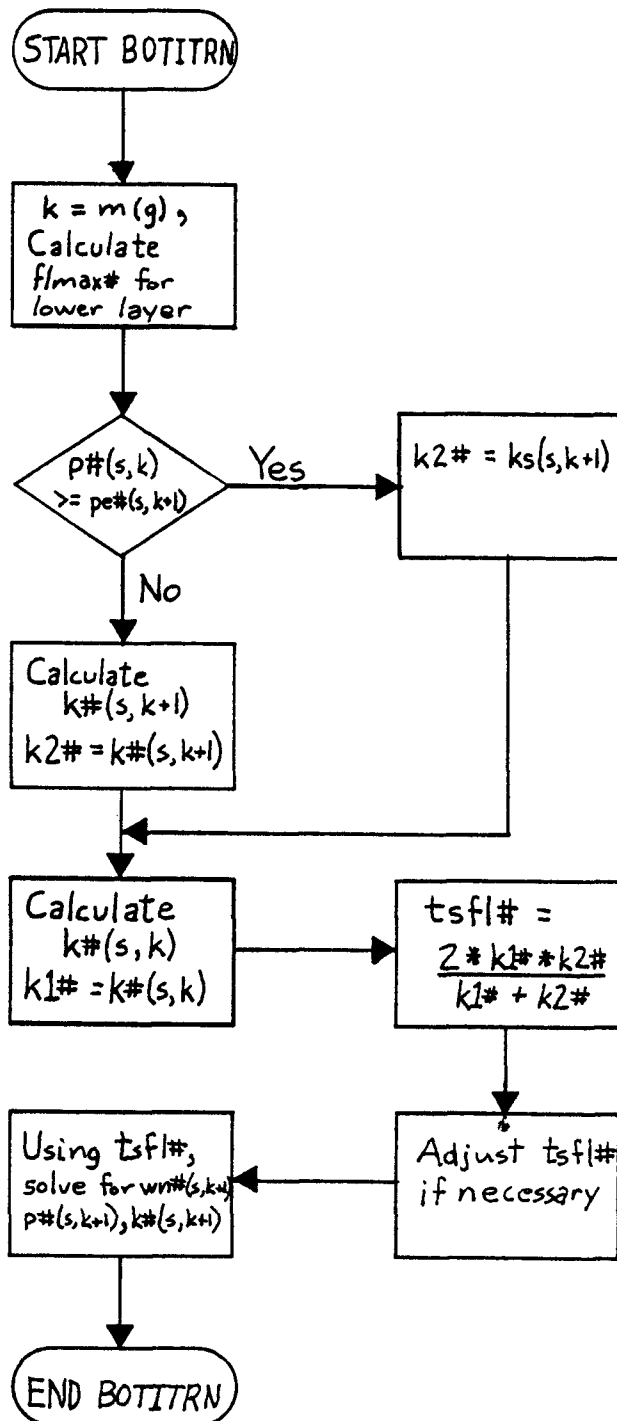 START BOTITRN
k = m(g),
Calculate
flmax# for
lower layer
p#(s,k)
>= pe#(s,k+1)
Yes
k2# = ks(s,k+1)
No
Calculate
k#(s,k+1)
k2# = k#(s,k+1)
Calculate
k#(s,k)
k1# = k#(s,k)
tsfl# =
2 * k1# * k2#
k1# + k2#
Adjust tsfl#
if necessary
Using tsfl#,
solve for wn#(s,k+1)
p#(s,k+1), k#(s,k+1)
END BOTITRN